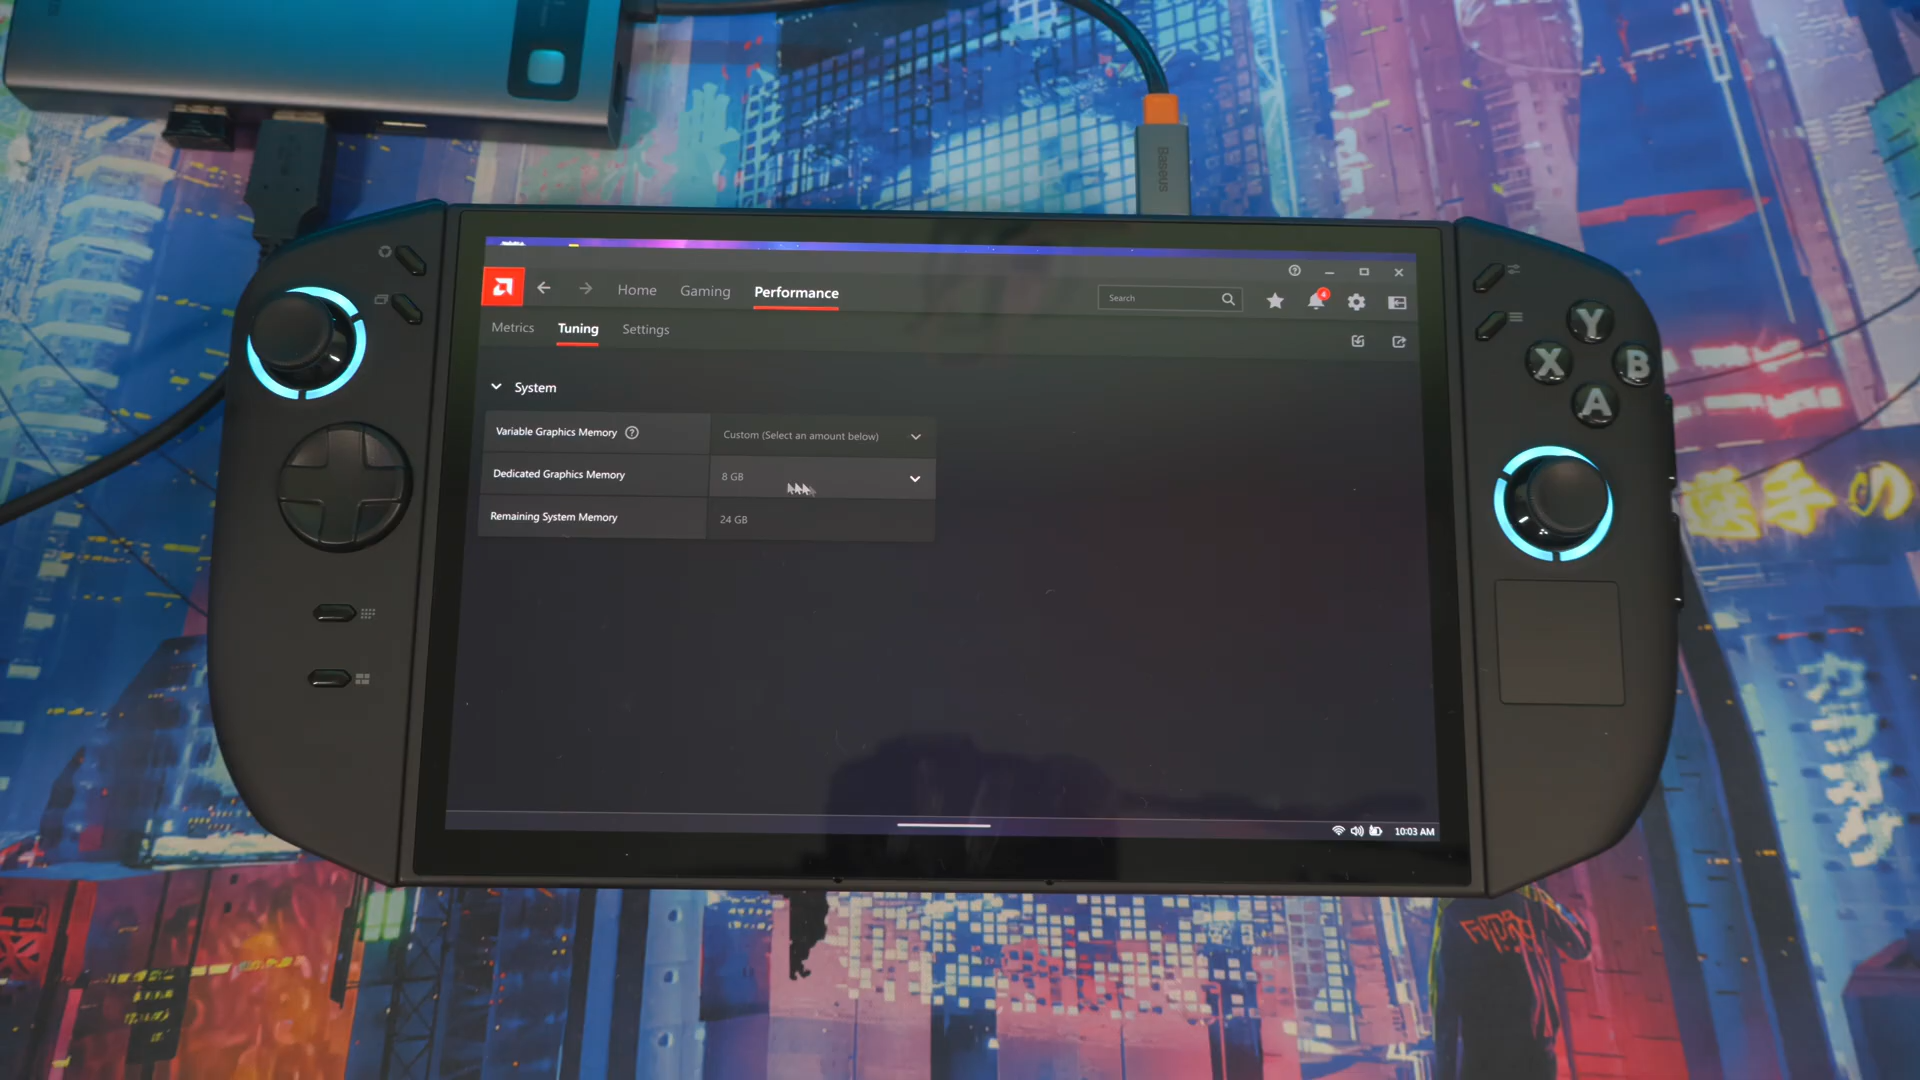 Baseus
Home
Gaming
Performance
Search
4
Metrics
Tuning
Settings
System
Variable Graphics Memory
Custom (Select an amount below)
Dedicated Graphics Memory
8 GB
Remaining System Memory
24 GB
10:03 AM
Y
X
B
A